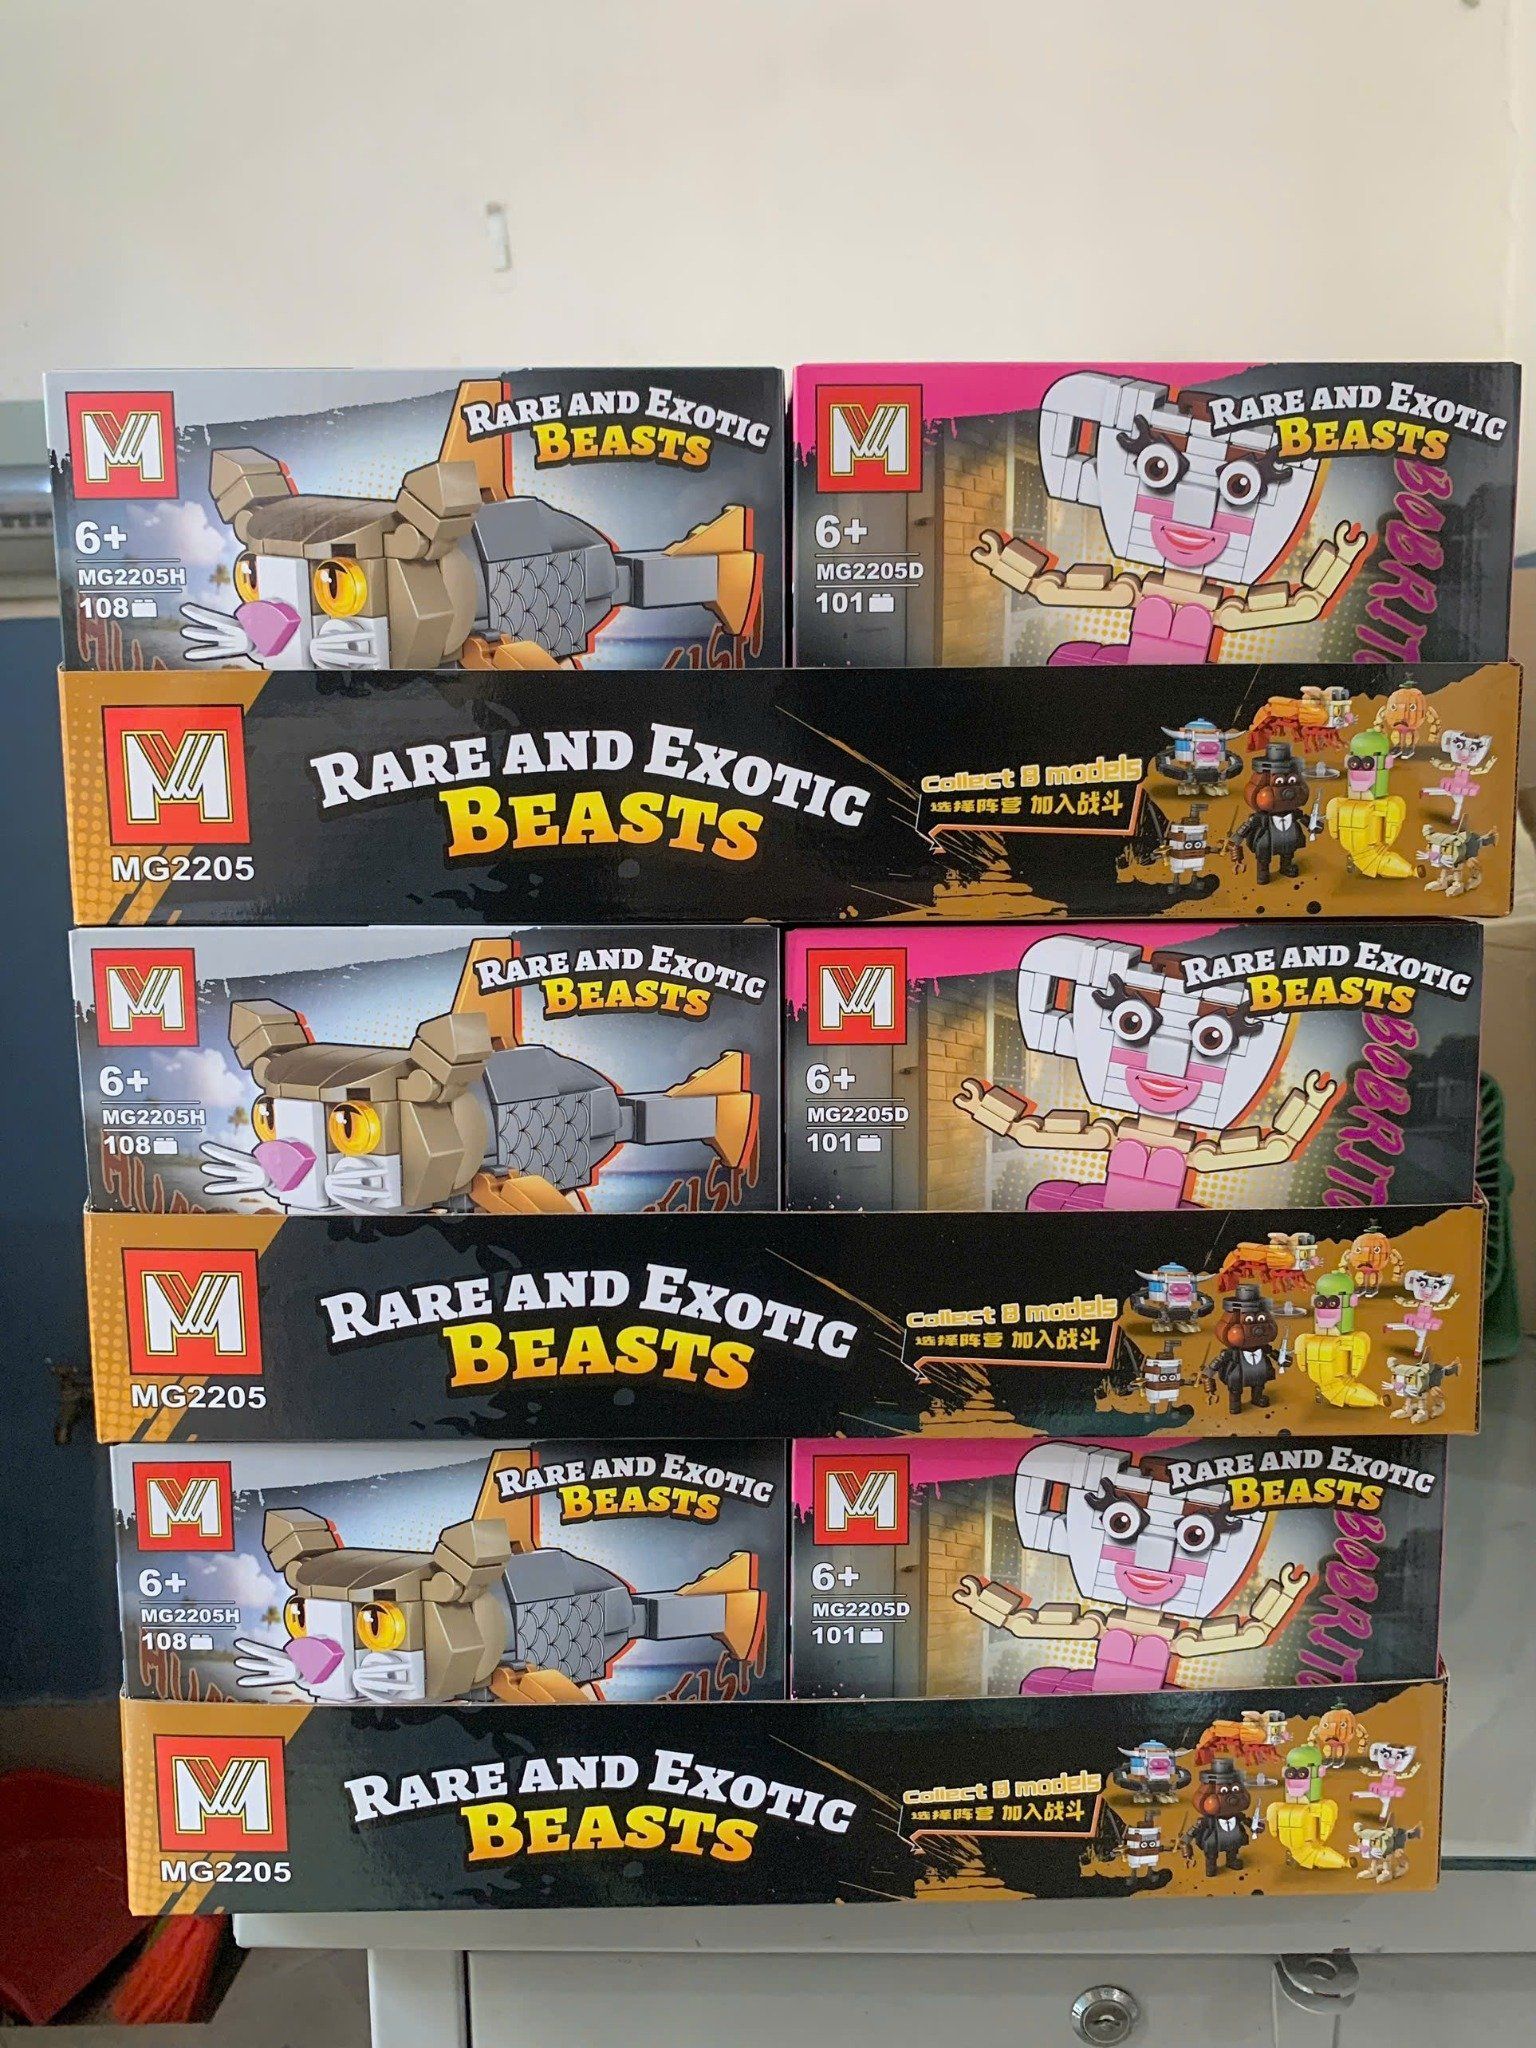 RARE AND EXOTIC
BEASTS
6+
MG2205H
108
RARE AND EXOTIC
BEASTS
6+
MG2205D
101
BOBRITO
M
RARE AND EXOTIC
BEASTS
Collect 8 models
选择阵营 加入战斗
MG2205
RARE AND EXOTIC
BEASTS
6+
MG2205H
108
RARE AND EXOTIC
BEASTS
6+
MG2205D
101
BOBRITO
M
RARE AND EXOTIC
BEASTS
Collect 8 models
选择阵营 加入战斗
MG2205
RARE AND EXOTIC
BEASTS
6+
MG2205H
108
RARE AND EXOTIC
BEASTS
6+
MG2205D
101
BOBRITO
M
RARE AND EXOTIC
BEASTS
Collect 8 models
选择阵营 加入战斗
MG2205